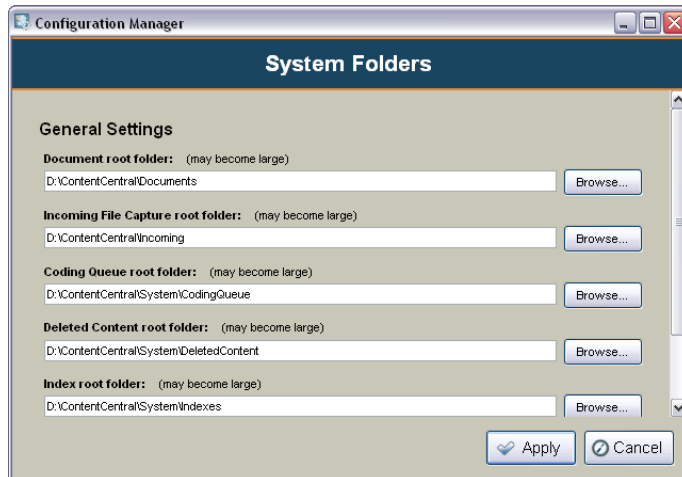 Configuration Manager
System Folders
General Settings
Document root folder: (may become large)
D:\ContentCentral\Documents
Browse...
Incoming File Capture root folder: (may become large)
D:\ContentCentral\Incoming
Browse...
Coding Queue root folder: (may become large)
D:\ContentCentral\System\CodingQueue
Browse...
Deleted Content root folder: (may become large)
D:\ContentCentral\System\DeletedContent
Browse...
Index root folder: (may become large)
D:\ContentCentral\System\Indexes
Browse...
Apply
Cancel